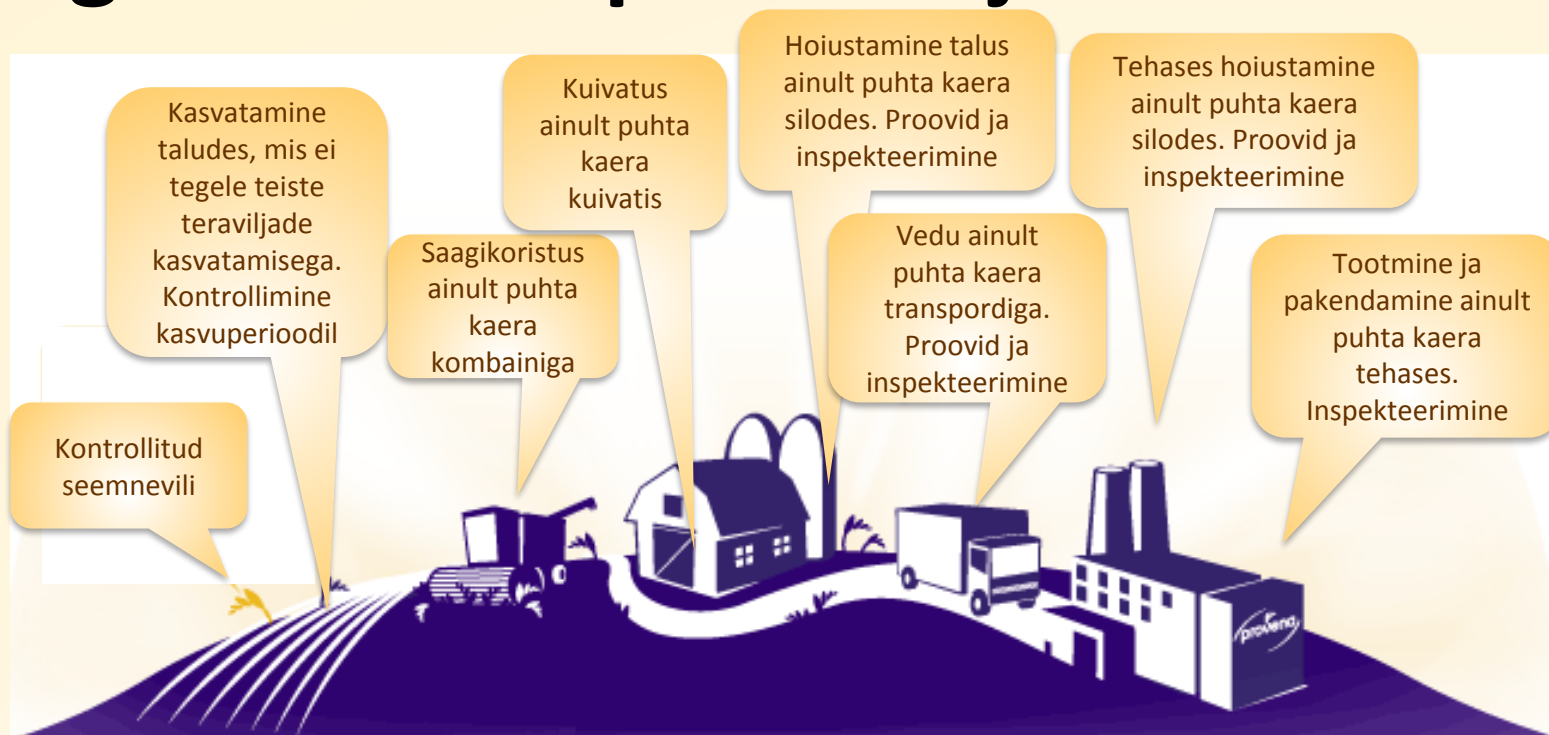 Kontrollitud
seemnevili
Kasvatamine
taludes, mis ei
tegele teiste
teraviljade
kasvatamisega.
Kontrollimine
kasvuperioodil
Saagikoristus
ainult puhta
kaera
kombainiga
Kuivatus
ainult puhta
kaera
kuivatis
Hoiustamine talus
ainult puhta kaera
silodes. Proovid ja
inspekteerimine
Vedu ainult
puhta kaera
transpordiga.
Proovid ja
inspekteerimine
Tehases hoiustamine
ainult puhta kaera
silodes. Proovid ja
inspekteerimine
Tootmine ja
pakendamine ainult
puhta kaera
tehases.
Inspekteerimine
provena